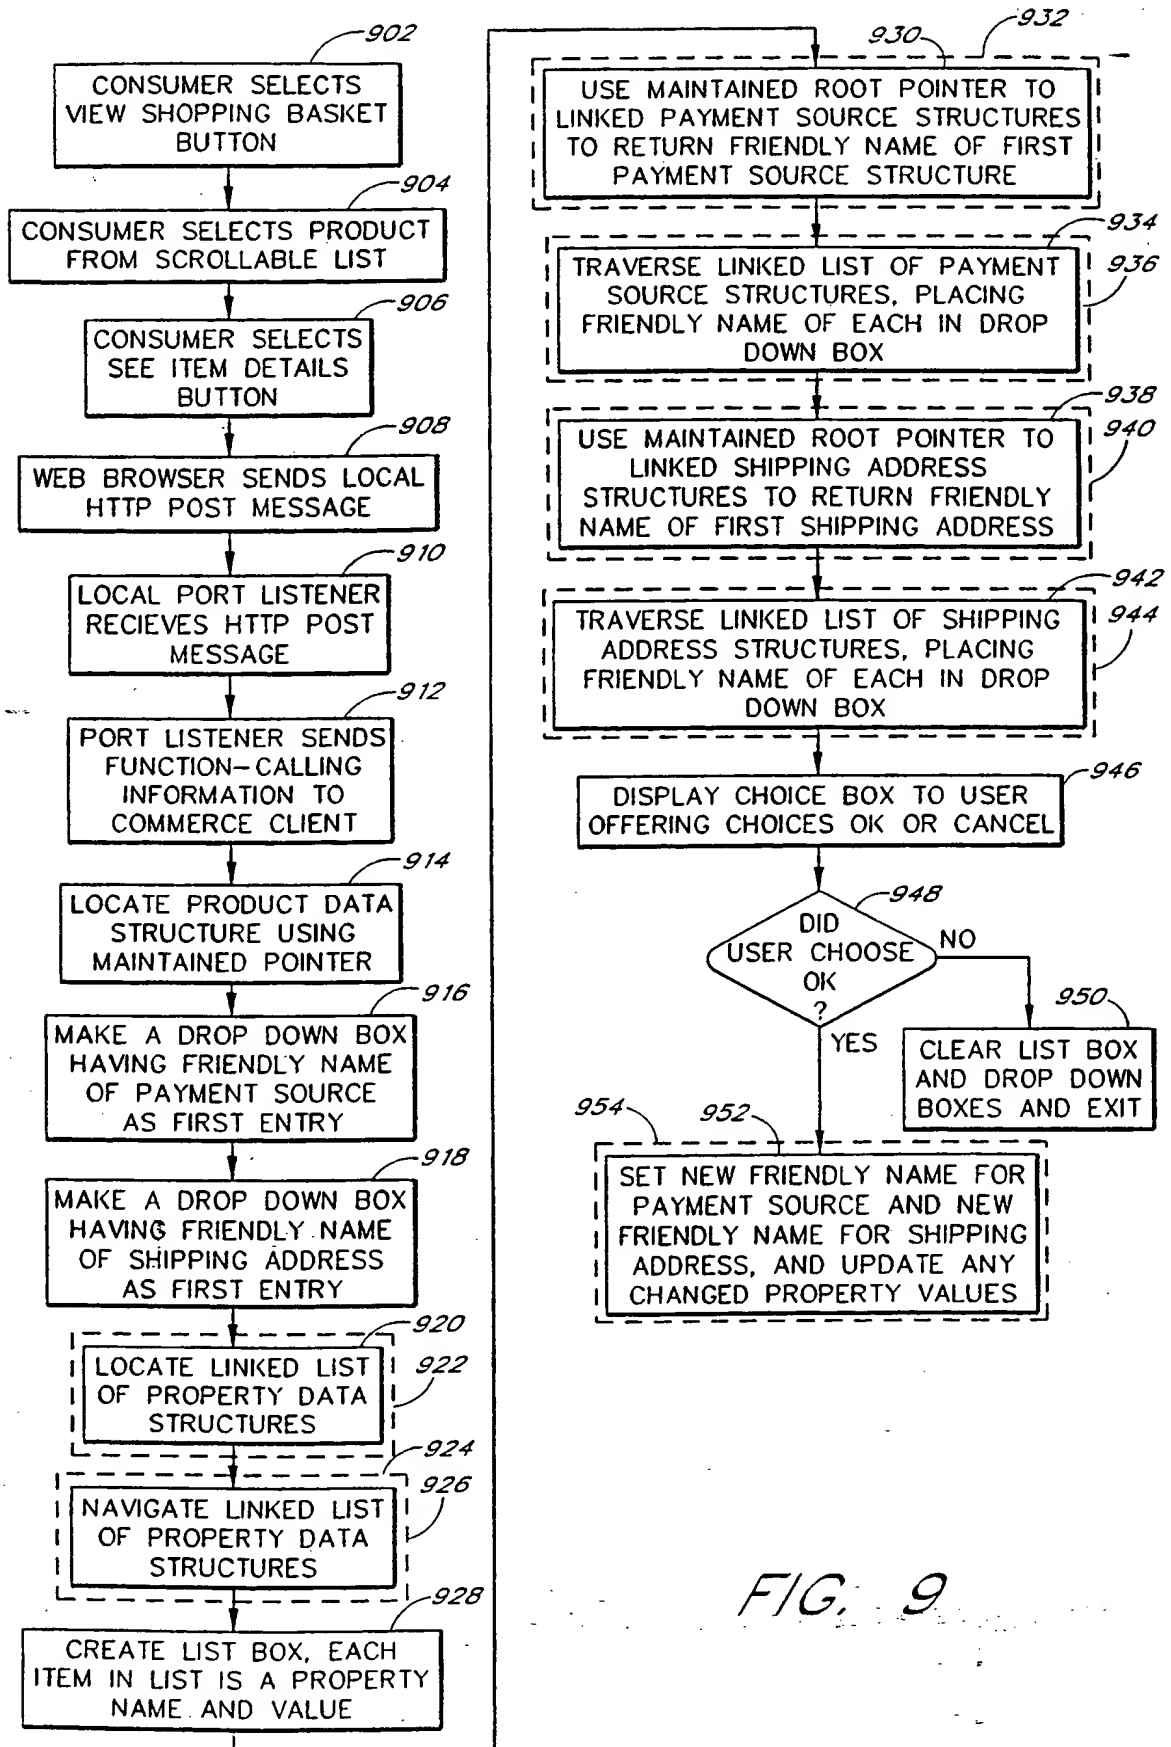 902
CONSUMER SELECTS
VIEW SHOPPING BASKET
BUTTON
904
CONSUMER SELECTS PRODUCT
FROM SCROLLABLE LIST
906
CONSUMER SELECTS
SEE ITEM DETAILS
BUTTON
908
WEB BROWSER SENDS LOCAL
HTTP POST MESSAGE
910
LOCAL PORT LISTENER
RECIEVES HTTP POST
MESSAGE
912
PORT LISTENER SENDS
FUNCTION-CALLING
INFORMATION TO
COMMERCE CLIENT
914
LOCATE PRODUCT DATA
STRUCTURE USING
MAINTAINED POINTER
916
MAKE A DROP DOWN BOX
HAVING FRIENDLY NAME
OF PAYMENT SOURCE
AS FIRST ENTRY
918
MAKE A DROP DOWN BOX
HAVING FRIENDLY NAME
OF SHIPPING ADDRESS
AS FIRST ENTRY
920
922
LOCATE LINKED LIST
OF PROPERTY DATA
STRUCTURES
924
926
NAVIGATE LINKED LIST
OF PROPERTY DATA
STRUCTURES
928
CREATE LIST BOX, EACH
ITEM IN LIST IS A PROPERTY
NAME AND VALUE
930
932
USE MAINTAINED ROOT POINTER TO
LINKED PAYMENT SOURCE STRUCTURES
TO RETURN FRIENDLY NAME OF FIRST
PAYMENT SOURCE STRUCTURE
934
936
TRAVERSE LINKED LIST OF PAYMENT
SOURCE STRUCTURES, PLACING
FRIENDLY NAME OF EACH IN DROP
DOWN BOX
938
940
USE MAINTAINED ROOT POINTER TO
LINKED SHIPPING ADDRESS
STRUCTURES TO RETURN FRIENDLY
NAME OF FIRST SHIPPING ADDRESS
942
944
TRAVERSE LINKED LIST OF SHIPPING
ADDRESS STRUCTURES, PLACING
FRIENDLY NAME OF EACH IN DROP
DOWN BOX
946
DISPLAY CHOICE BOX TO USER
OFFERING CHOICES OK OR CANCEL
948
DID
USER CHOOSE
OK
?
NO
YES
950
CLEAR LIST BOX
AND DROP DOWN
BOXES AND EXIT
954
952
SET NEW FRIENDLY NAME FOR
PAYMENT SOURCE AND NEW
FRIENDLY NAME FOR SHIPPING
ADDRESS, AND UPDATE ANY
CHANGED PROPERTY VALUES
FIG. 9